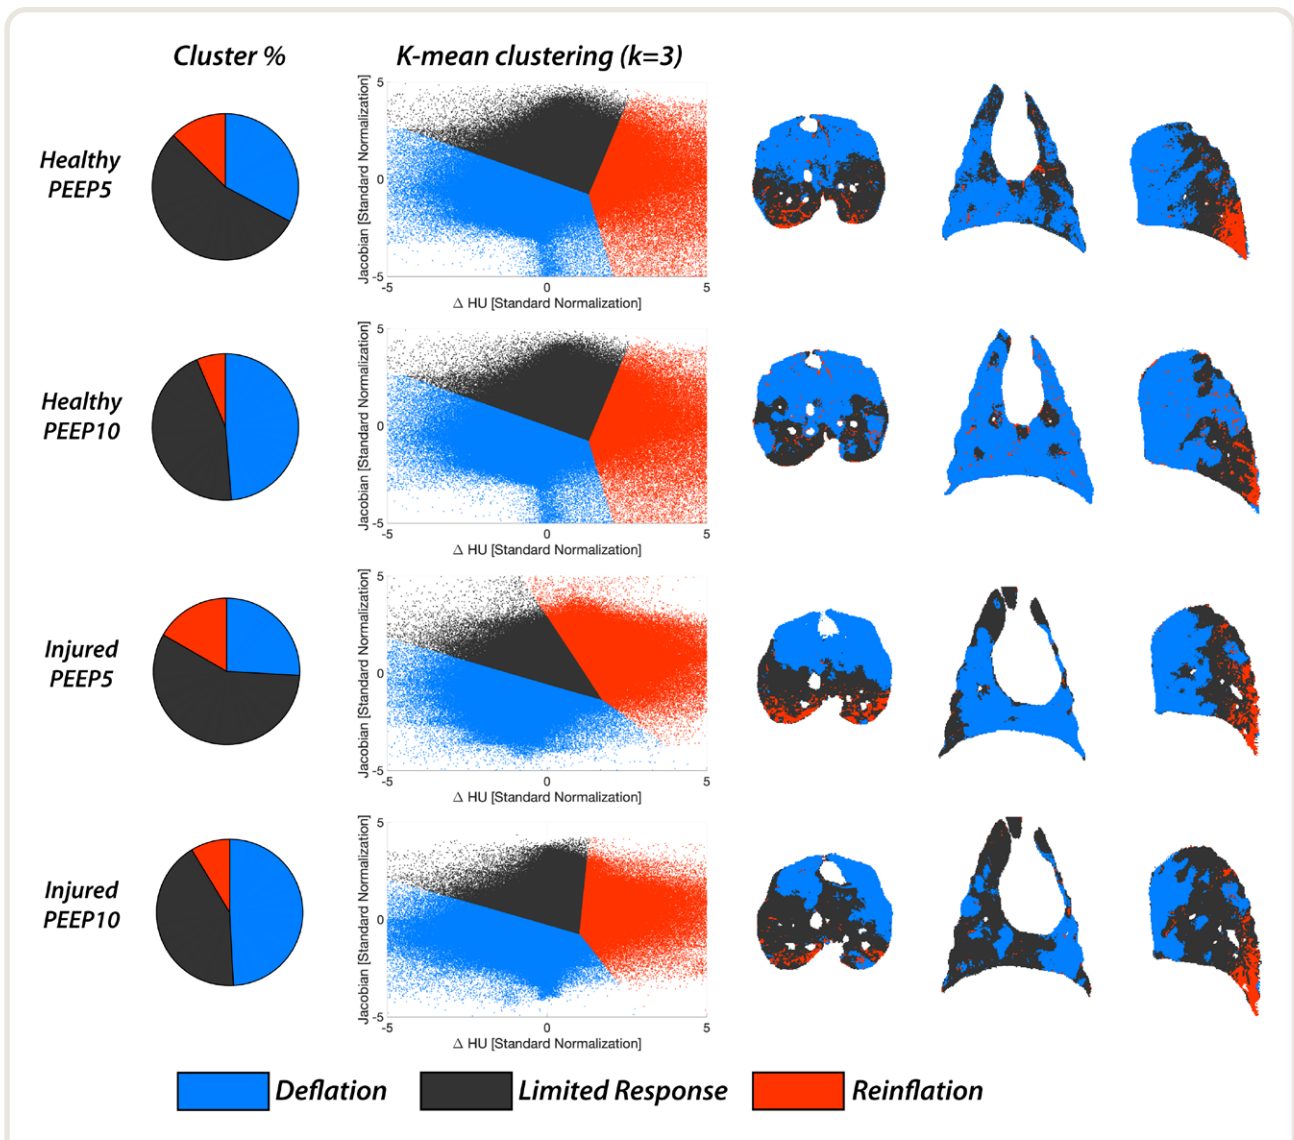 Cluster %
K-mean clustering (k=3)
Healthy
PEEP5
Jacobian [Standard Normalization]
5
0
-5
-5
0
5
Δ HU [Standard Normalization]
Healthy
PEEP10
Jacobian [Standard Normalization]
5
0
-5
-5
0
5
Δ HU [Standard Normalization]
Injured
PEEP5
Jacobian [Standard Normalization]
5
0
-5
-5
0
5
Δ HU [Standard Normalization]
Injured
PEEP10
Jacobian [Standard Normalization]
5
0
-5
-5
0
5
Δ HU [Standard Normalization]
Deflation
Limited Response
Reinflation